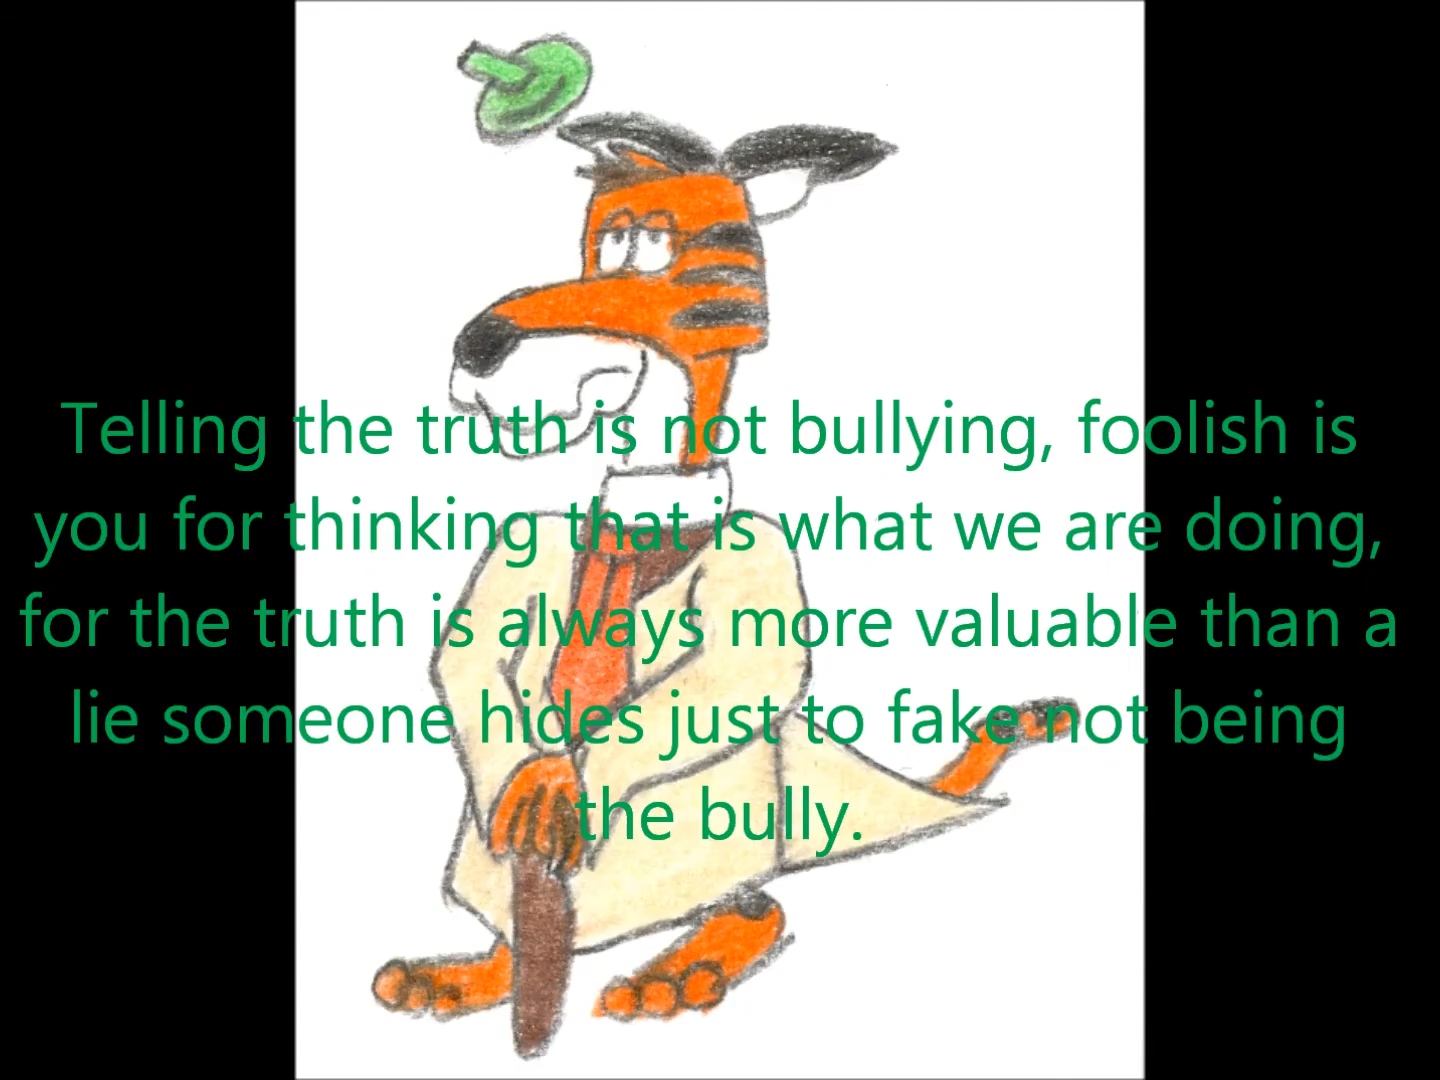 Telling the truth is not bullying, foolish is
you for thinking that is what we are doing,
for the truth is always more valuable than a
lie someone hides just to fake not being
the bully.